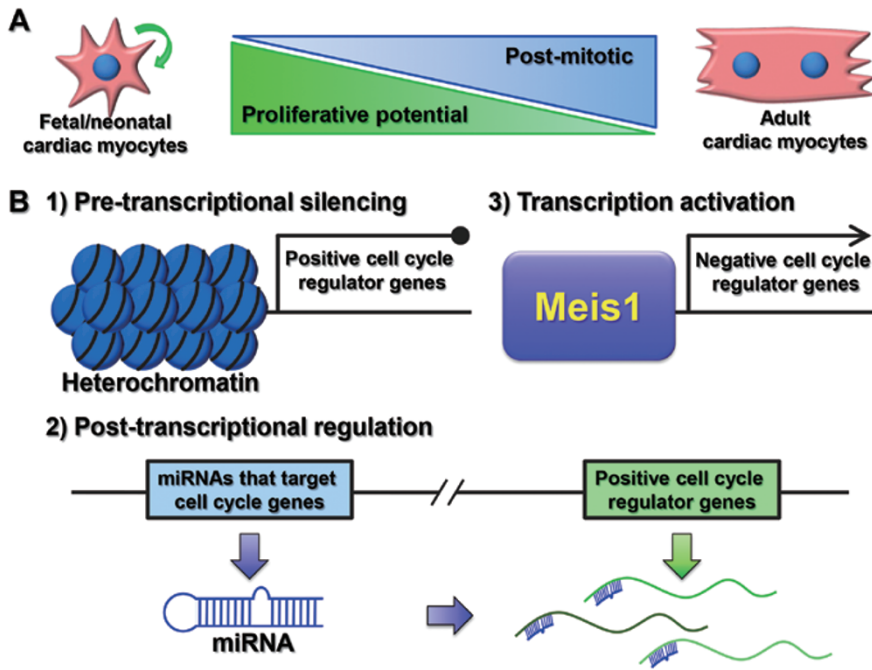 A
Post-mitotic
Proliferative potential
Fetal/neonatal
cardiac myocytes
Adult
cardiac myocytes
B
1) Pre-transcriptional silencing
Positive cell cycle
regulator genes
Heterochromatin
3) Transcription activation
Meis1
Negative cell cycle
regulator genes
2) Post-transcriptional regulation
miRNAs that target
cell cycle genes
Positive cell cycle
regulator genes
miRNA